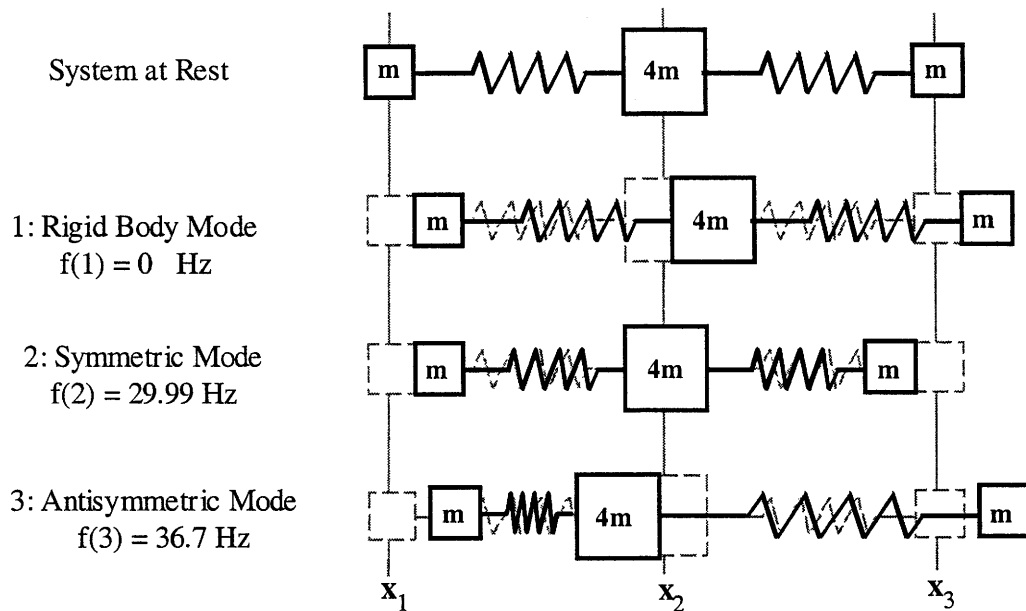 System at Rest
m 4m m
1: Rigid Body Mode
f(1) = 0 Hz
m 4m m
2: Symmetric Mode
f(2) = 29.99 Hz
m 4m m
3: Antisymmetric Mode
f(3) = 36.7 Hz
m 4m m
x1 x2 x3